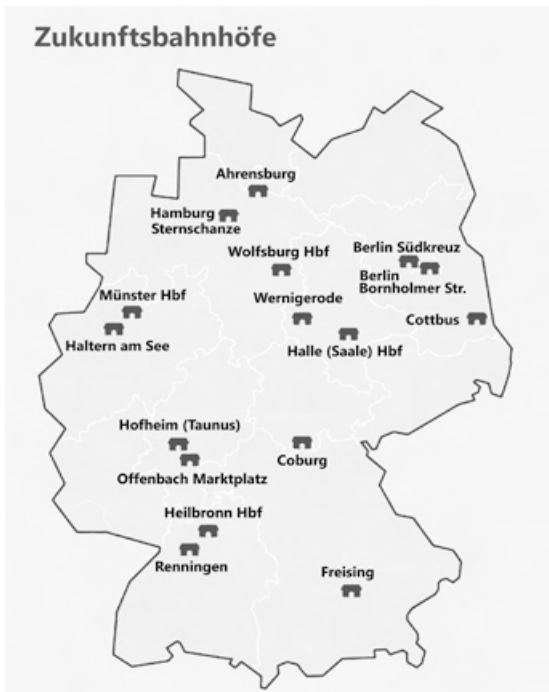 Zukunftsbahnhöfe
Ahrensburg
Hamburg
Sternschanze
Wolfsburg Hbf
Berlin Südkreuz
Berlin
Bornholmer Str.
Münster Hbf
Wernigerode
Cottbus
Haltern am See
Halle (Saale) Hbf
Hofheim (Taunus)
Coburg
Offenbach Marktplatz
Heilbronn Hbf
Renningen
Freising